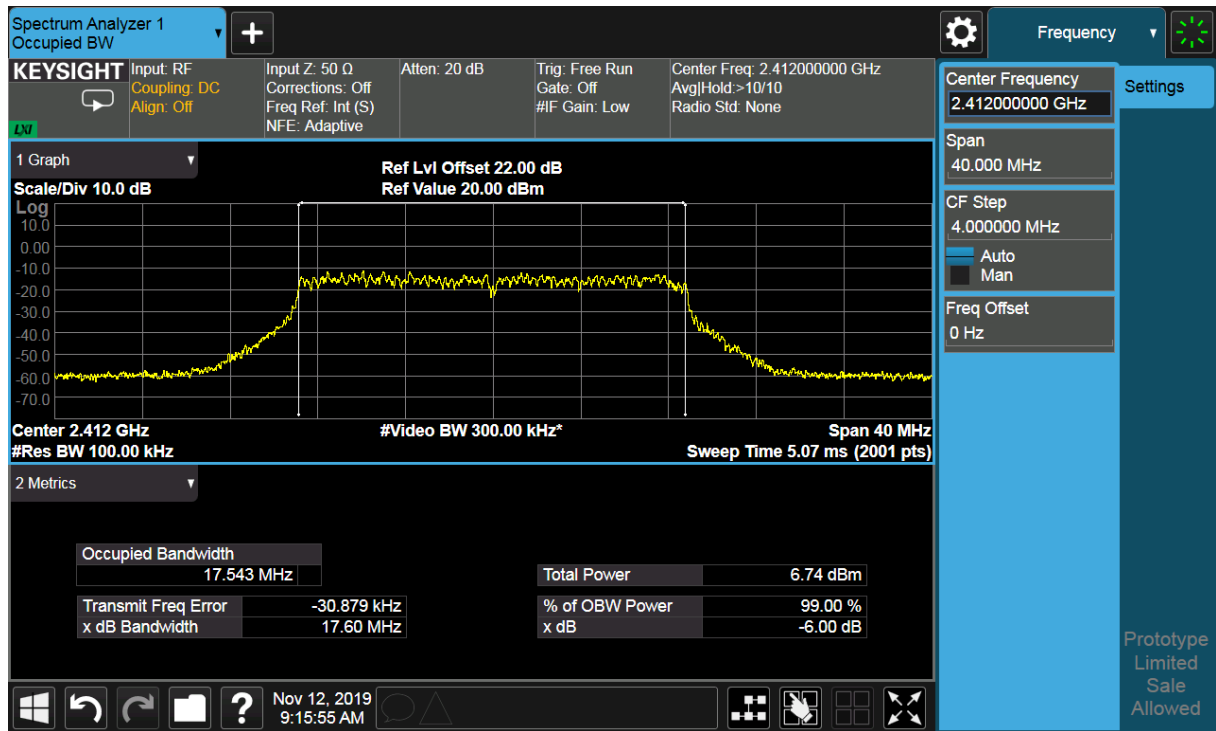 Spectrum Analyzer 1
Occupied BW
Frequency
KEYSIGHT
LXI
Input: RF
Coupling: DC
Align: Off
Input Z: 50 Ω
Corrections: Off
Freq Ref: Int (S)
NFE: Adaptive
Atten: 20 dB
Trig: Free Run
Gate: Off
#IF Gain: Low
Center Freq: 2.412000000 GHz
Avg|Hold:>10/10
Radio Std: None
Center Frequency
2.412000000 GHz
Settings
Span
40.000 MHz
CF Step
4.000000 MHz
Auto
Man
Freq Offset
0 Hz
1 Graph
Scale/Div 10.0 dB
Ref Lvl Offset 22.00 dB
Ref Value 20.00 dBm
Log
10.0
0.00
-10.0
-20.0
-30.0
-40.0
-50.0
-60.0
-70.0
Center 2.412 GHz
#Res BW 100.00 kHz
#Video BW 300.00 kHz*
Span 40 MHz
Sweep Time 5.07 ms (2001 pts)
2 Metrics
Occupied Bandwidth
17.543 MHz
Total Power 6.74 dBm
Transmit Freq Error -30.879 kHz
% of OBW Power 99.00 %
x dB Bandwidth 17.60 MHz
x dB -6.00 dB
Prototype
Limited
Sale
Allowed
?
Nov 12, 2019
9:15:55 AM